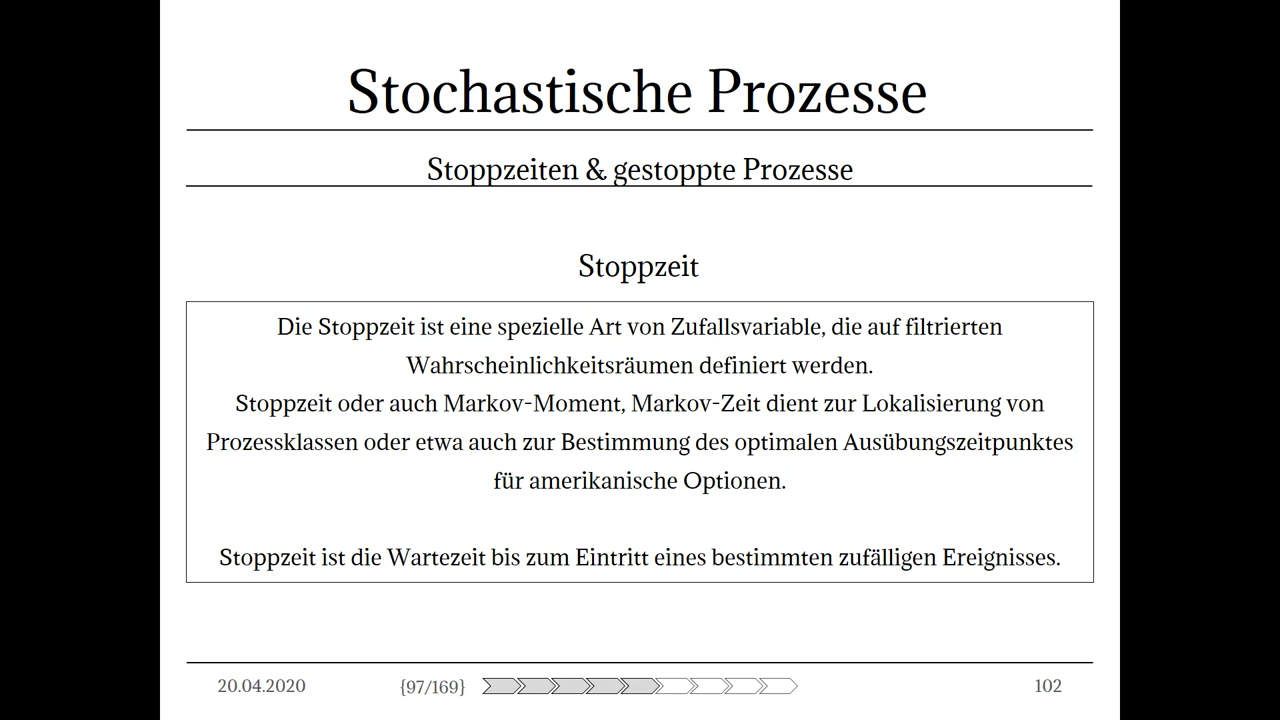 Stochastische Prozesse
Stoppzeiten & gestoppte Prozesse
Stoppzeit
Die Stoppzeit ist eine spezielle Art von Zufallsvariable, die auf filtrierten
Wahrscheinlichkeitsräumen definiert werden.
Stoppzeit oder auch Markov-Moment, Markov-Zeit dient zur Lokalisierung von
Prozessklassen oder etwa auch zur Bestimmung des optimalen Ausübungszeitpunktes
für amerikanische Optionen.
Stoppzeit ist die Wartezeit bis zum Eintritt eines bestimmten zufälligen Ereignisses.
20.04.2020 {97/169} 102